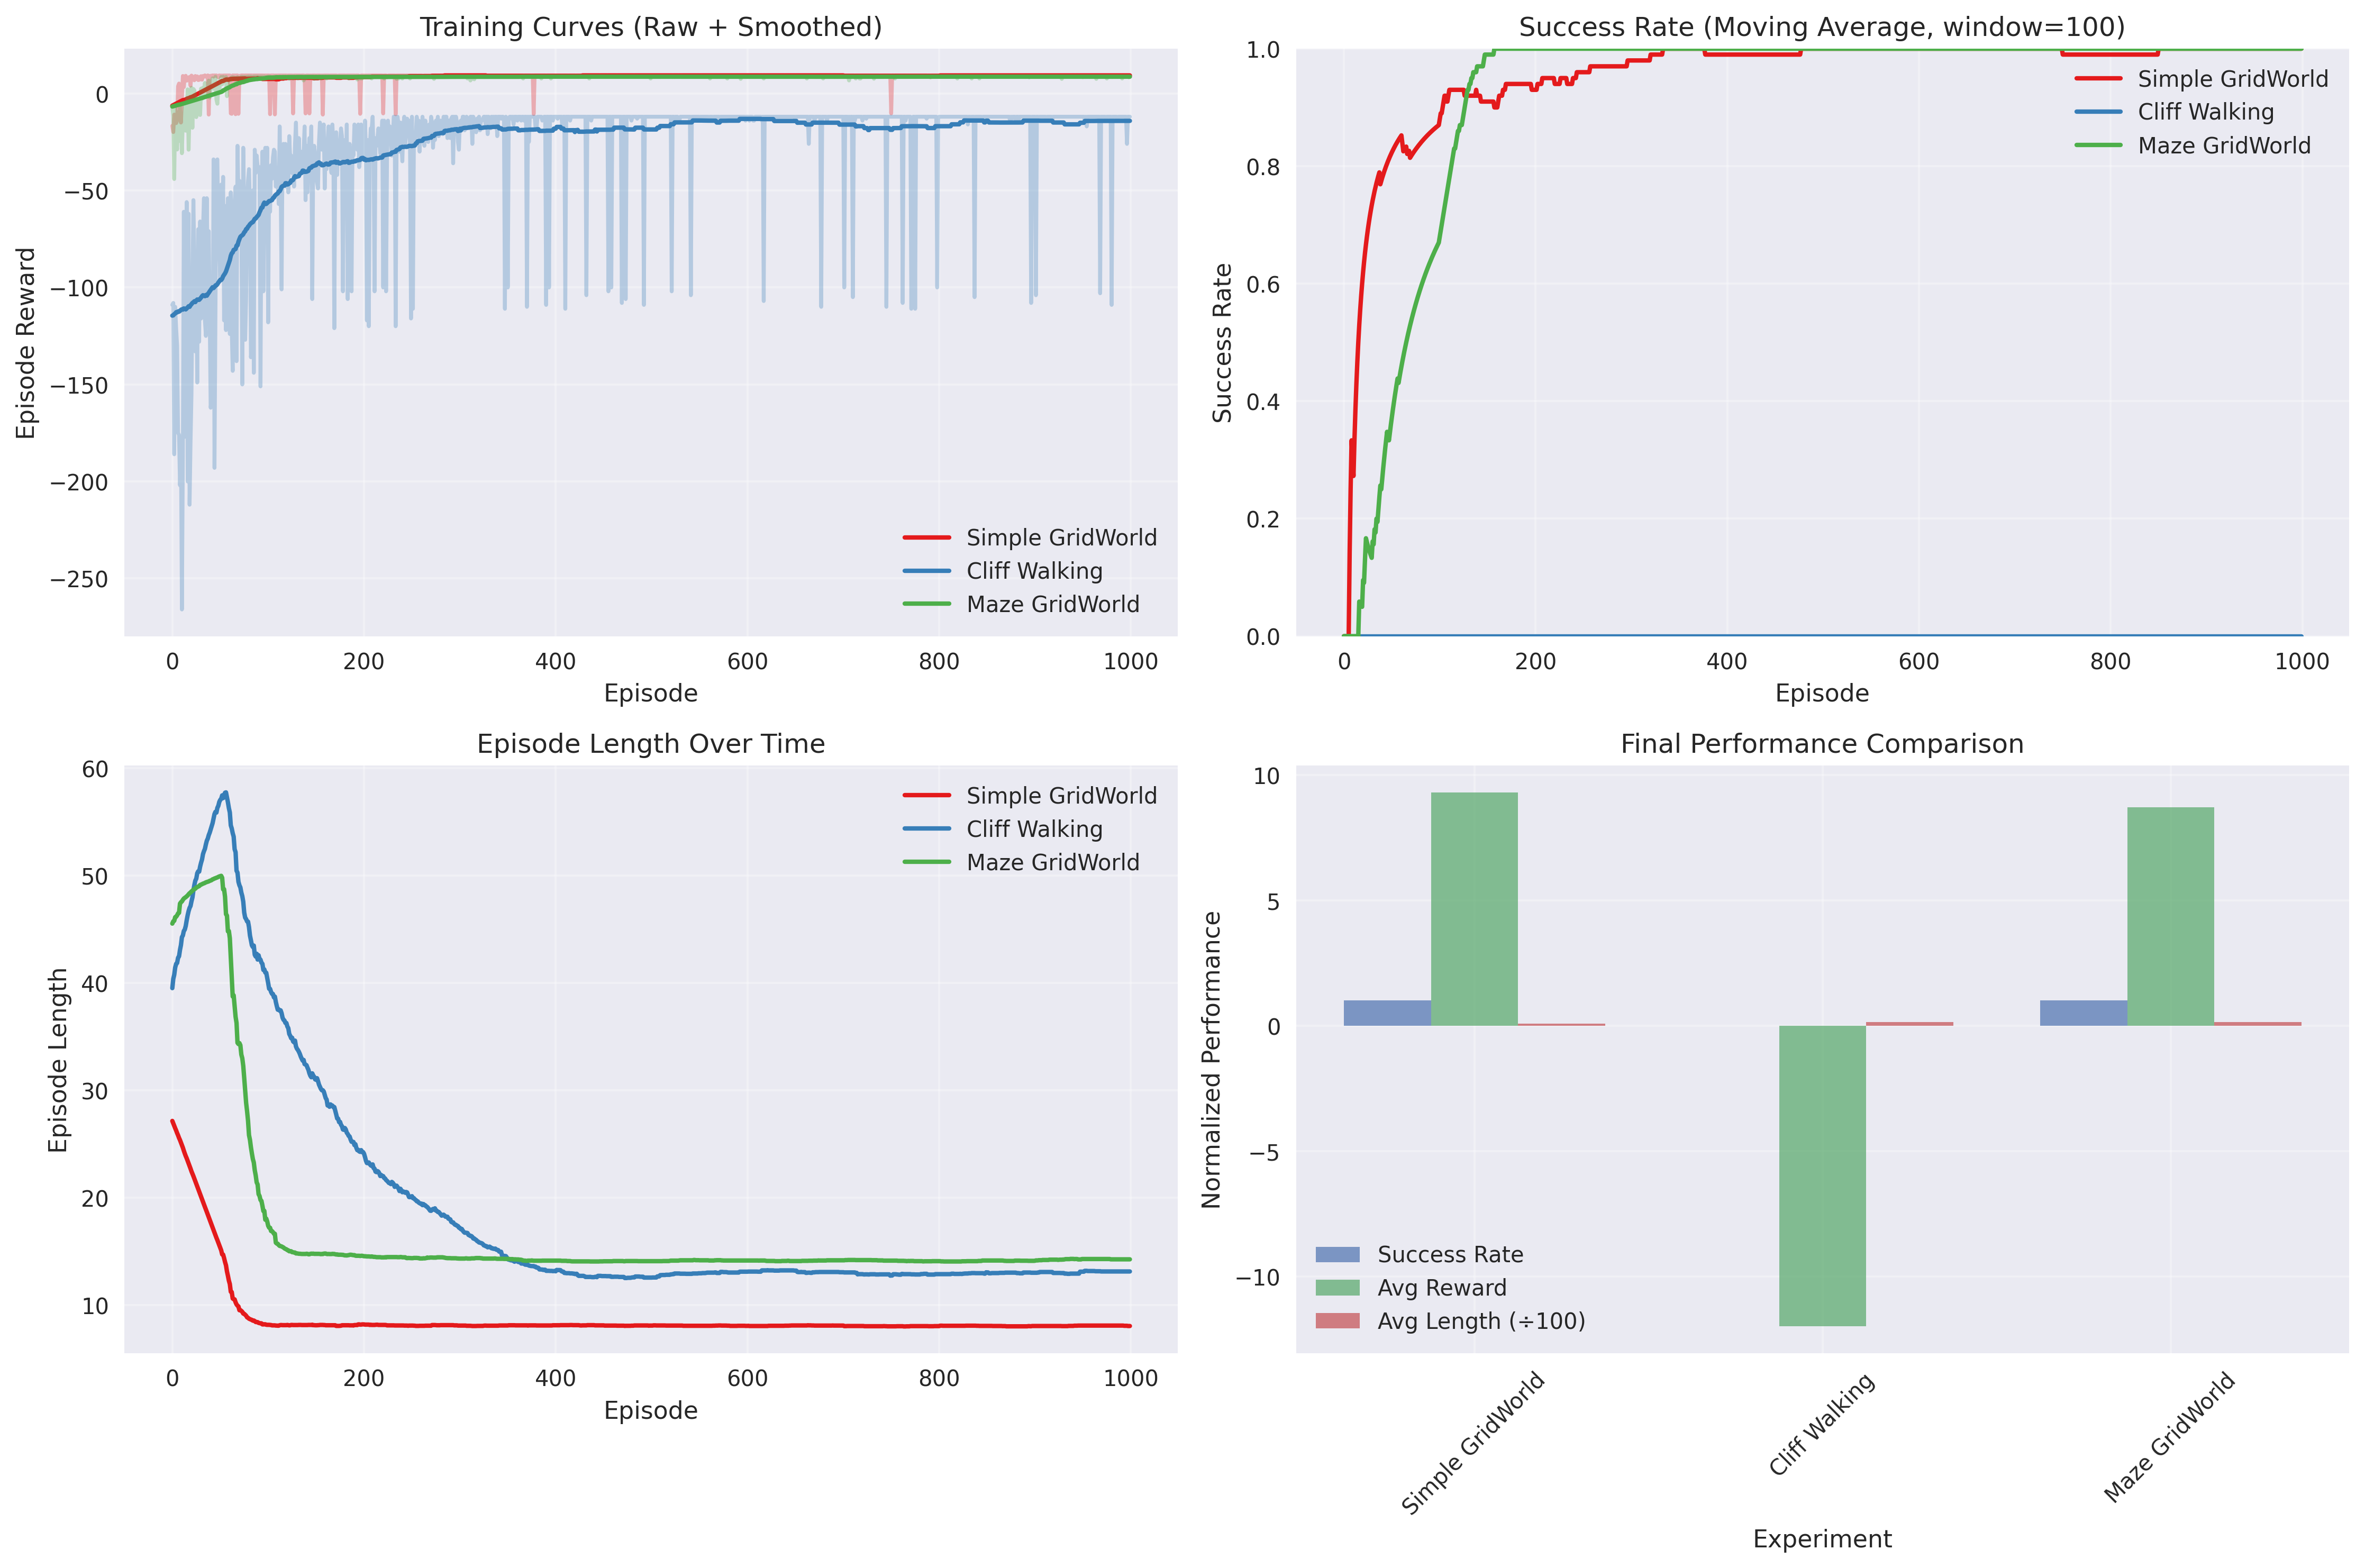 Training Curves (Raw + Smoothed)
Episode Reward
0
−50
−100
−150
−200
−250
Simple GridWorld
Cliff Walking
Maze GridWorld
0
200
400
600
800
1000
Episode
Success Rate (Moving Average, window=100)
Success Rate
1.0
0.8
0.6
0.4
0.2
0.0
Simple GridWorld
Cliff Walking
Maze GridWorld
0
200
400
600
800
1000
Episode
Episode Length Over Time
Episode Length
60
50
40
30
20
10
Simple GridWorld
Cliff Walking
Maze GridWorld
0
200
400
600
800
1000
Episode
Final Performance Comparison
Normalized Performance
10
5
0
−5
−10
Success Rate
Avg Reward
Avg Length (÷100)
Simple GridWorld
Cliff Walking
Maze GridWorld
Experiment